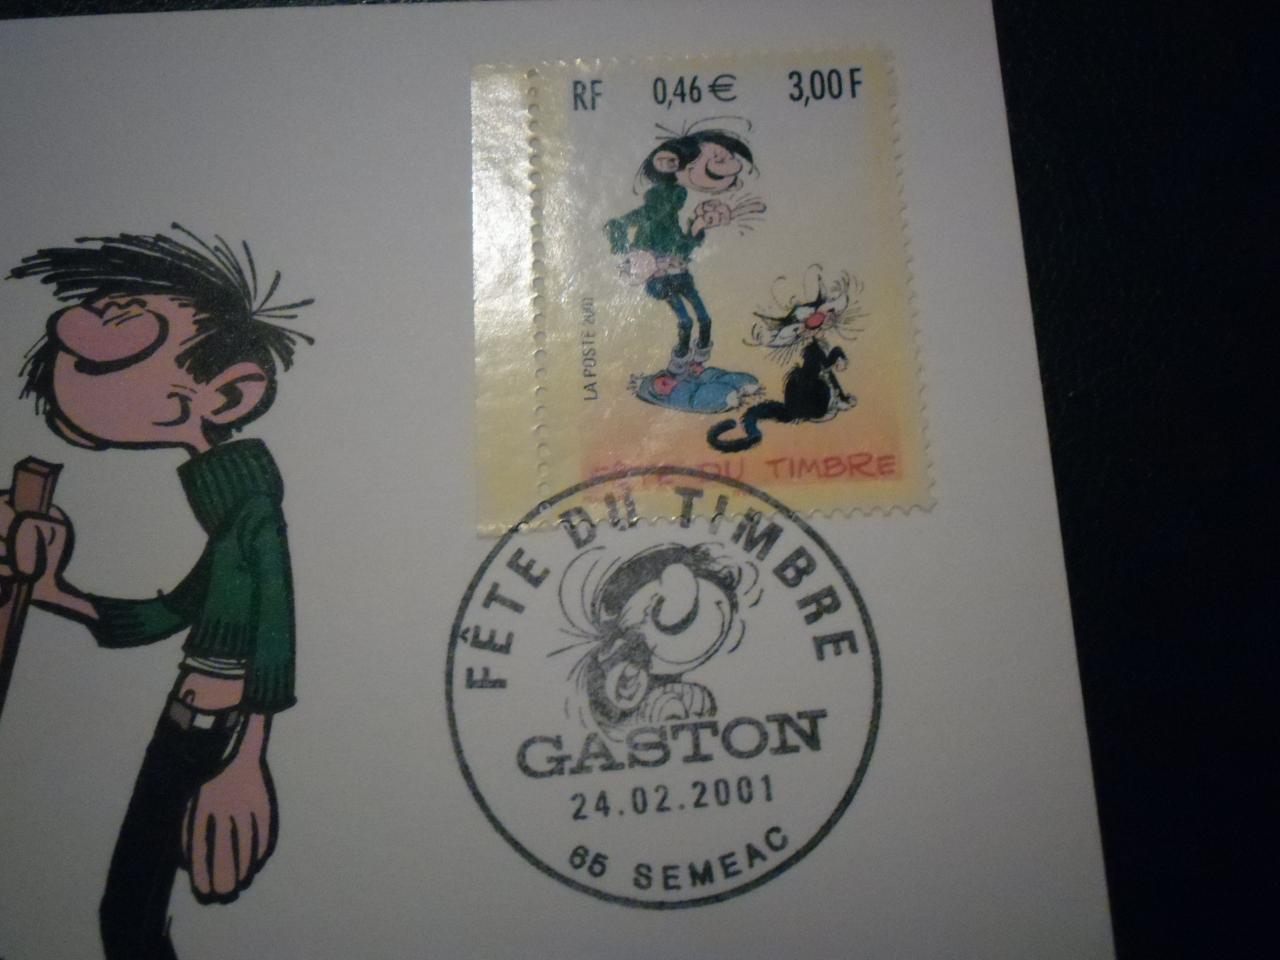 RF 0,46 € 3,00 F
LA POSTE 2001
FÊTE DU TIMBRE
FÊTE DU TIMBRE
GASTON
24.02.2001
65 SEMEAC